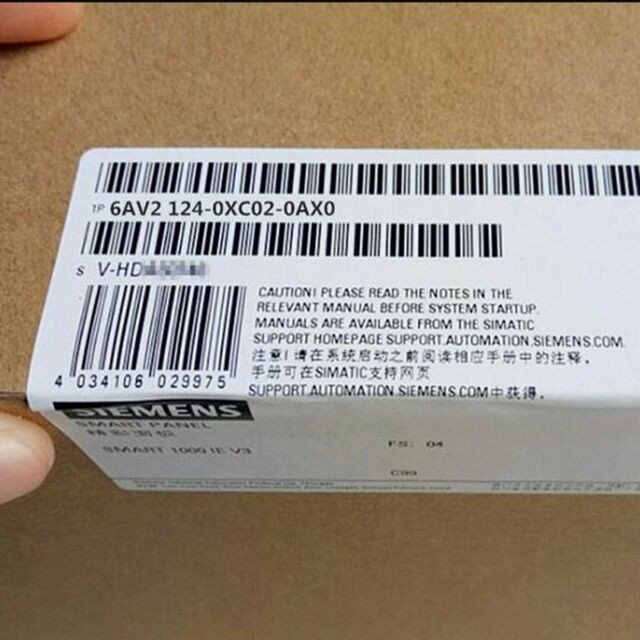 1P 6AV2 124-0XC02-0AX0
S V-HD
CAUTION! PLEASE READ THE NOTES IN THE
RELEVANT MANUAL BEFORE SYSTEM STARTUP.
MANUALS ARE AVAILABLE FROM THE SIMATIC
SUPPORT HOMEPAGE SUPPORT.AUTOMATION.SIEMENS.COM.
注意!请在系统启动之前阅读相应手册中的注释。
手册可在SIMATIC支持网页
SUPPORT.AUTOMATION.SIEMENS.COM中获得。
4 034106 029975
SIEMENS
SMART PANEL
精彩面板
SMART 1000 IE V3
FS: 04